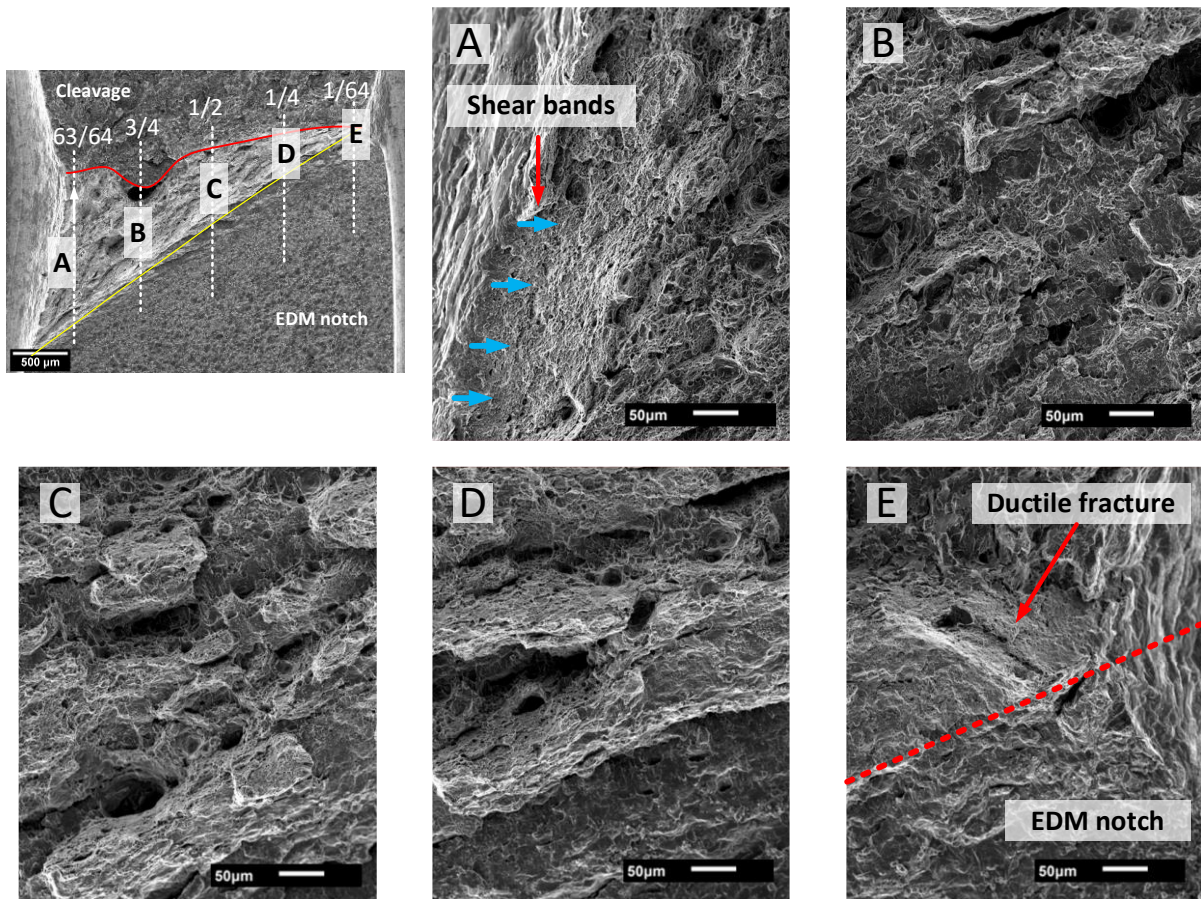 Cleavage
63/64
3/4
1/2
1/4
1/64
A
B
C
D
E
EDM notch
500 µm
A
Shear bands
50µm
B
50µm
C
50µm
D
50µm
E
Ductile fracture
EDM notch
50µm